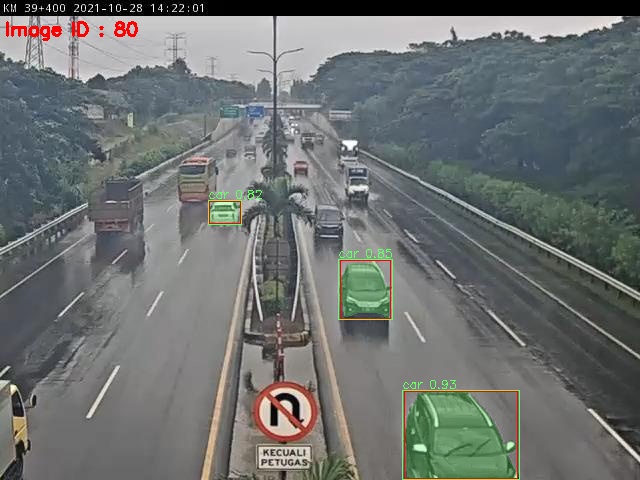 KM 39+400 2021-10-28 14:22:01
Image ID : 80
car 0.82
car 0.85
car 0.93
KECUALI
PETUGAS